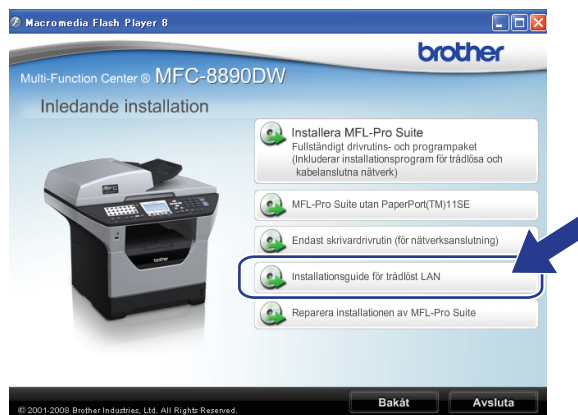 Macromedia Flash Player 8
brother
Multi-Function Center ® MFC-8890DW
Inledande installation
Installera MFL-Pro Suite
Fullständigt drivrutins- och programpaket
(Inkluderar installationsprogram för trådlösa och
kabelanslutna nätverk)
MFL-Pro Suite utan PaperPort(TM)11SE
Endast skrivardrivrutin (för nätverksanslutning)
Installationsguide för trådlöst LAN
Reparera installationen av MFL-Pro Suite
Bakåt
Avsluta
© 2001-2008 Brother Industries, Ltd. All Rights Reserved.